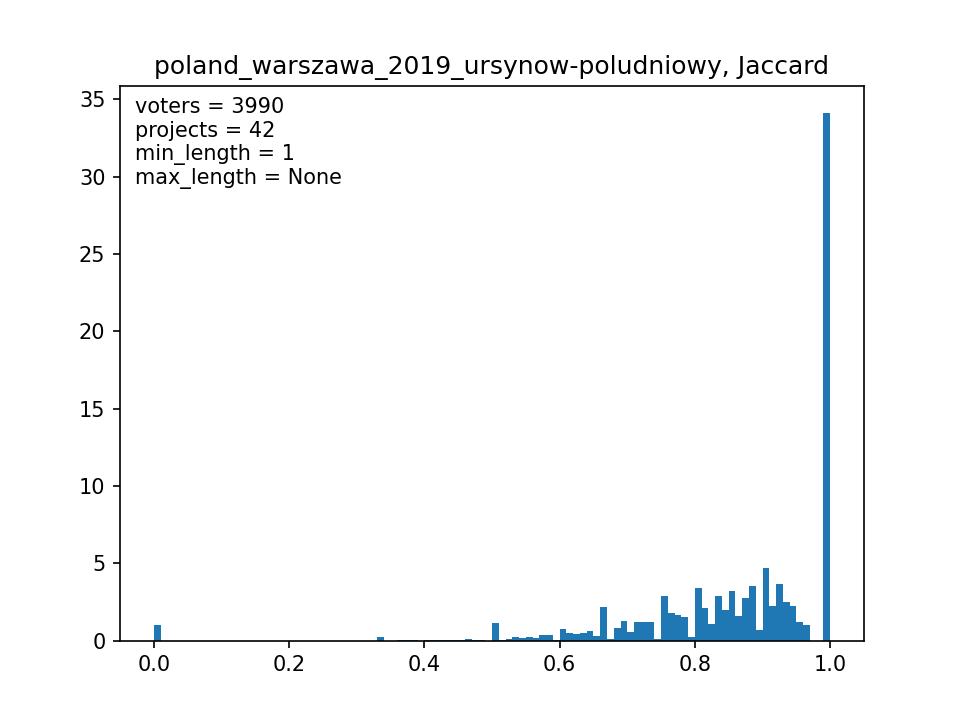 poland_warszawa_2019_ursynow-poludniowy, Jaccard
voters = 3990
projects = 42
min_length = 1
max_length = None
35
30
25
20
15
10
5
0
0.0 0.2 0.4 0.6 0.8 1.0